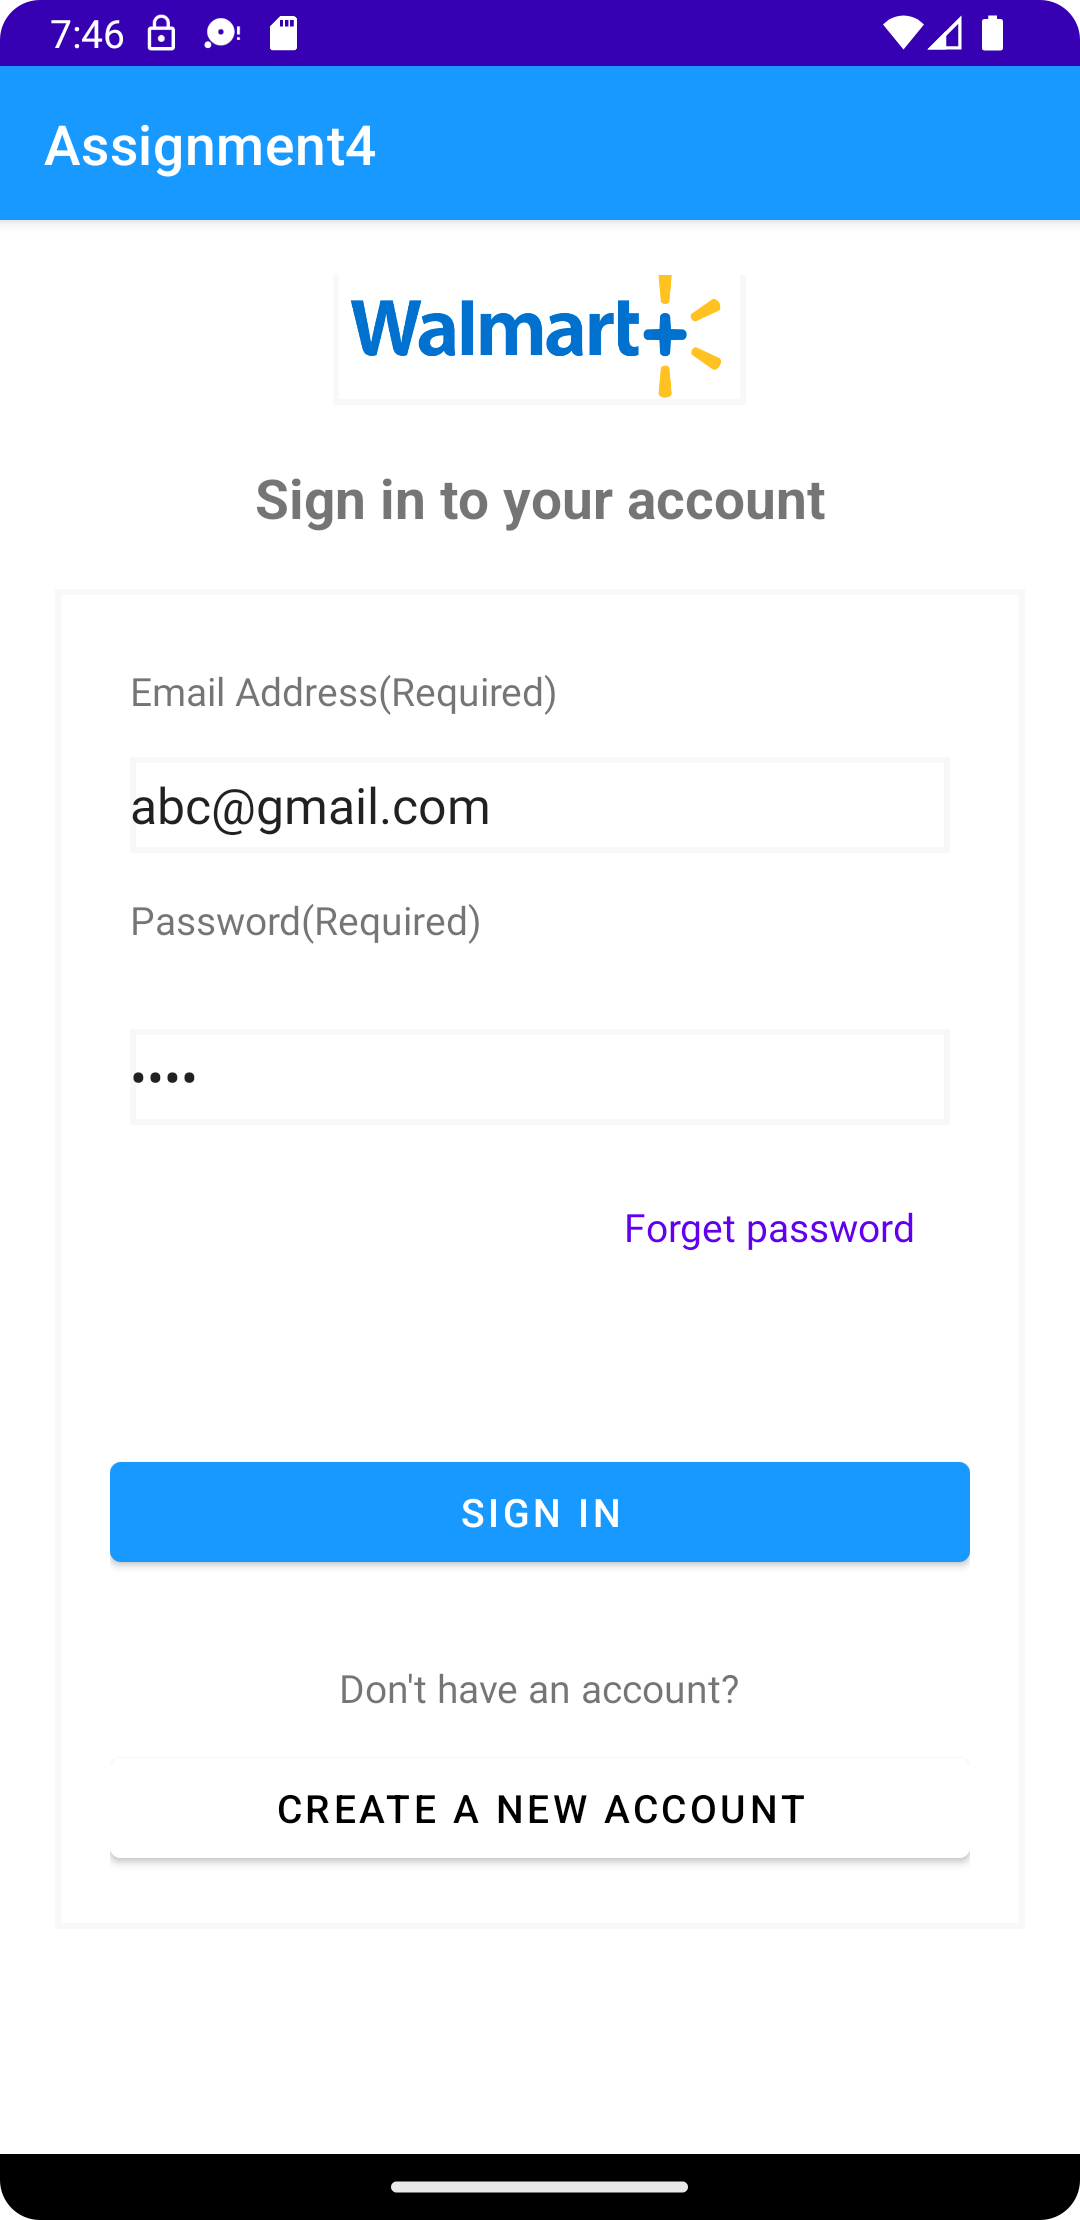 7:46
Assignment4
Walmart+
Sign in to your account
Email Address(Required)
abc@gmail.com
Password(Required)
••••
Forget password
SIGN IN
Don't have an account?
CREATE A NEW ACCOUNT